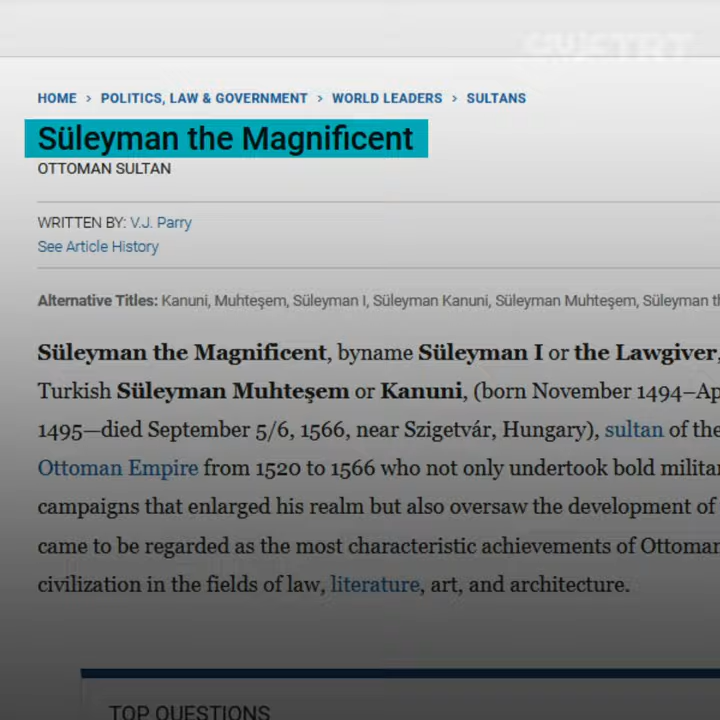 HOME > POLITICS, LAW & GOVERNMENT > WORLD LEADERS > SULTANS
Süleyman the Magnificent
OTTOMAN SULTAN
WRITTEN BY: V.J. Parry
See Article History
Alternative Titles: Kanuni, Muhteşem, Süleyman I, Süleyman Kanuni, Süleyman Muhteşem, Süleyman
Süleyman the Magnificent, byname Süleyman I or the Lawgiver,
Turkish Süleyman Muhteşem or Kanuni, (born November 1494–Ap
1495—died September 5/6, 1566, near Szigetvár, Hungary), sultan of the
Ottoman Empire from 1520 to 1566 who not only undertook bold milita
campaigns that enlarged his realm but also oversaw the development of
came to be regarded as the most characteristic achievements of Ottoman
civilization in the fields of law, literature, art, and architecture.
TOP QUESTIONS